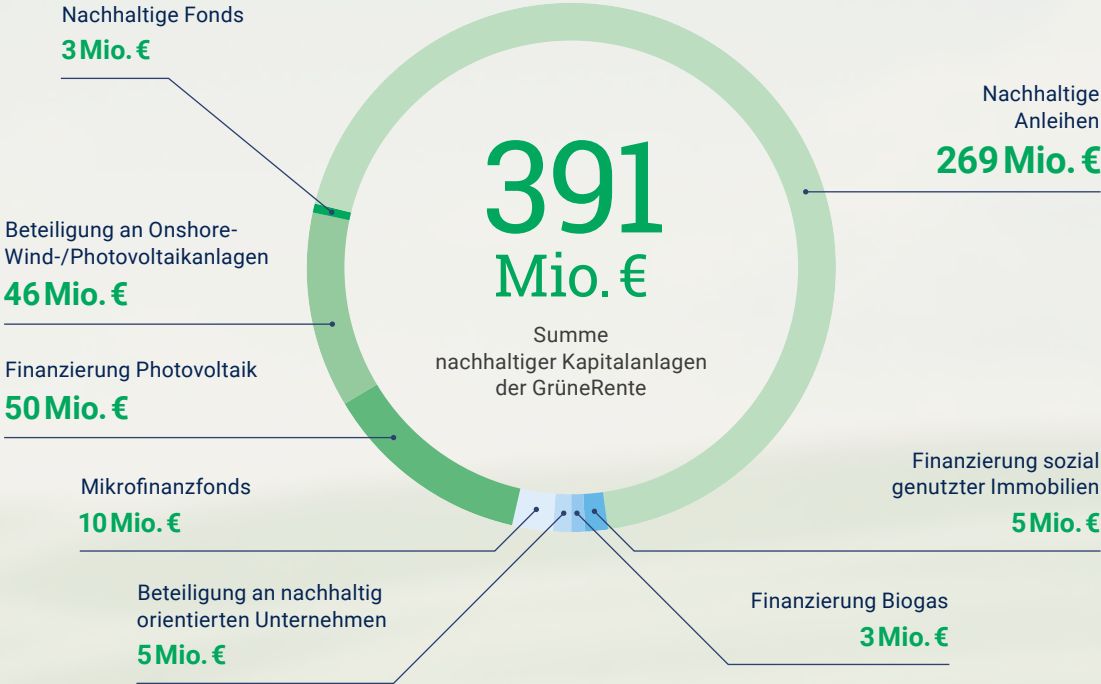 Nachhaltige Fonds
3 Mio. €
Nachhaltige
Anleihen
269 Mio. €
391
Mio. €
Summe
nachhaltiger Kapitalanlagen
der GrüneRente
Beteiligung an Onshore-
Wind-/Photovoltaikanlagen
46 Mio. €
Finanzierung Photovoltaik
50 Mio. €
Mikrofinanzfonds
10 Mio. €
Beteiligung an nachhaltig
orientierten Unternehmen
5 Mio. €
Finanzierung sozial
genutzter Immobilien
5 Mio. €
Finanzierung Biogas
3 Mio. €